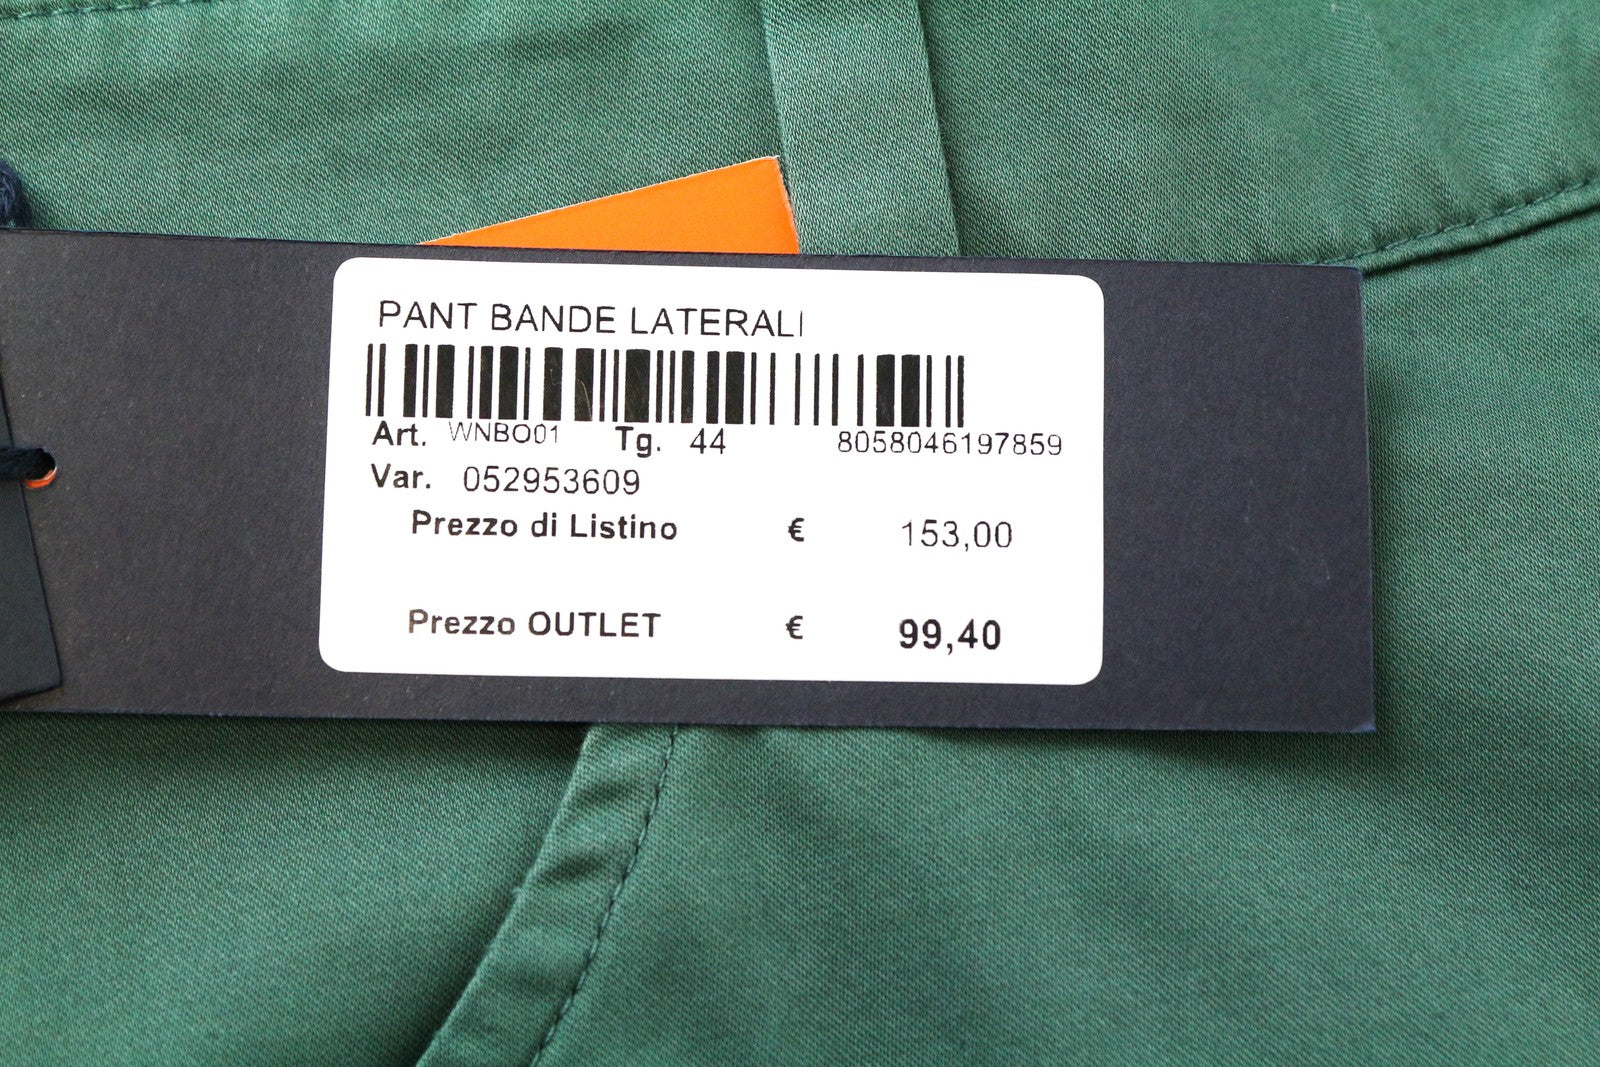 PANT BANDE LATERALI
Art. WNBO01 Tg. 44 8058046197859
Var. 052953609
Prezzo di Listino € 153,00
Prezzo OUTLET € 99,40